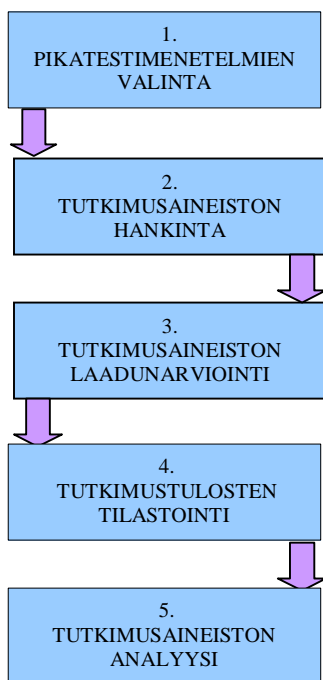 1.
PIKATESTIMENETELMIEN
VALINTA
2.
TUTKIMUSAINEISTON
HANKINTA
3.
TUTKIMUSAINEISTON
LAADUNARVIOINTI
4.
TUTKIMUSTULOSTEN
TILASTOINTI
5.
TUTKIMUSAINEISTON
ANALYYSI